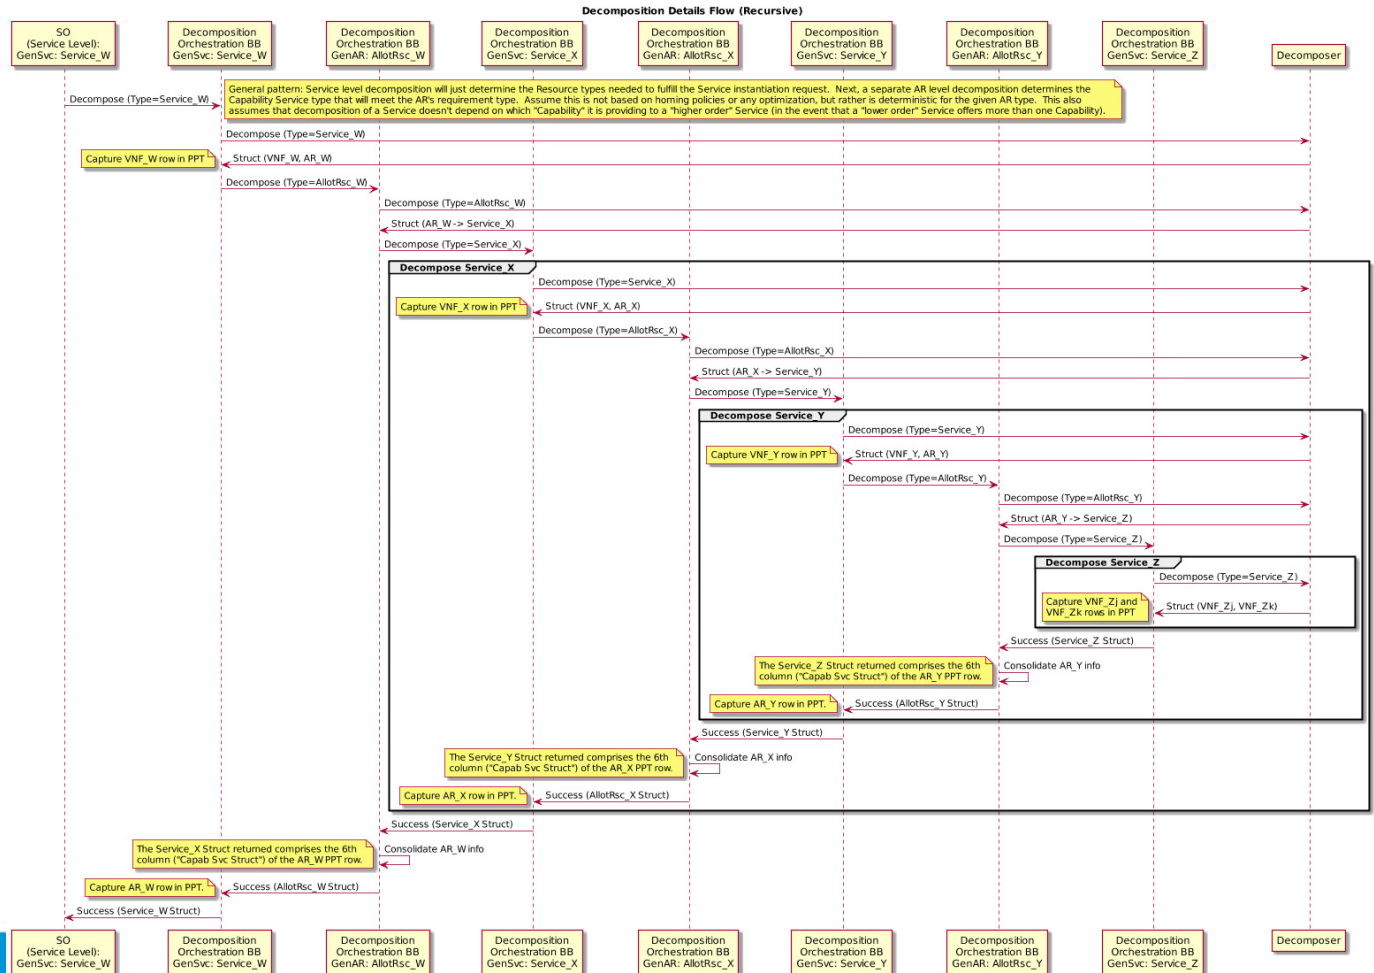 Decomposition Details Flow (Recursive)
SO
(Service Level):
GenSvc: Service_W
Decomposition
Orchestration BB
GenSvc: Service_W
Decomposition
Orchestration BB
GenAR: AllotRsc_W
Decomposition
Orchestration BB
GenSvc: Service_X
Decomposition
Orchestration BB
GenAR: AllotRsc_X
Decomposition
Orchestration BB
GenSvc: Service_Y
Decomposition
Orchestration BB
GenAR: AllotRsc_Y
Decomposition
Orchestration BB
GenSvc: Service_Z
Decomposer
Decompose (Type=Service_W)
General pattern: Service level decomposition will just determine the Resource types needed to fulfill the Service instantiation request.  Next, a separate AR level decomposition determines the
Capability Service type that will meet the AR's requirement type.  Assume this is not based on homing policies or any optimization, but rather is deterministic for the given AR type.  This also
assumes that decomposition of a Service doesn't depend on which "Capability" it is providing to a "higher order" Service (in the event that a "lower order" Service offers more than one Capability).
Decompose (Type=Service_W)
Capture VNF_W row in PPT
Struct (VNF_W, AR_W)
Decompose (Type=AllotRsc_W)
Decompose (Type=AllotRsc_W)
Struct (AR_W -> Service_X)
Decompose (Type=Service_X)
Decompose Service_X
Decompose (Type=Service_X)
Capture VNF_X row in PPT
Struct (VNF_X, AR_X)
Decompose (Type=AllotRsc_X)
Decompose (Type=AllotRsc_X)
Struct (AR_X -> Service_Y)
Decompose (Type=Service_Y)
Decompose Service_Y
Decompose (Type=Service_Y)
Capture VNF_Y row in PPT
Struct (VNF_Y, AR_Y)
Decompose (Type=AllotRsc_Y)
Decompose (Type=AllotRsc_Y)
Struct (AR_Y -> Service_Z)
Decompose (Type=Service_Z)
Decompose Service_Z
Decompose (Type=Service_Z)
Capture VNF_Zj and
VNF_Zk rows in PPT
Struct (VNF_Zj, VNF_Zk)
Success (Service_Z Struct)
The Service_Z Struct returned comprises the 6th
column ("Capab Svc Struct") of the AR_Y PPT row.
Consolidate AR_Y info
Capture AR_Y row in PPT.
Success (AllotRsc_Y Struct)
Success (Service_Y Struct)
The Service_Y Struct returned comprises the 6th
column ("Capab Svc Struct") of the AR_X PPT row.
Consolidate AR_X info
Capture AR_X row in PPT.
Success (AllotRsc_X Struct)
Success (Service_X Struct)
The Service_X Struct returned comprises the 6th
column ("Capab Svc Struct") of the AR_W PPT row.
Consolidate AR_W info
Capture AR_W row in PPT.
Success (AllotRsc_W Struct)
Success (Service_W Struct)
SO
(Service Level):
GenSvc: Service_W
Decomposition
Orchestration BB
GenSvc: Service_W
Decomposition
Orchestration BB
GenAR: AllotRsc_W
Decomposition
Orchestration BB
GenSvc: Service_X
Decomposition
Orchestration BB
GenAR: AllotRsc_X
Decomposition
Orchestration BB
GenSvc: Service_Y
Decomposition
Orchestration BB
GenAR: AllotRsc_Y
Decomposition
Orchestration BB
GenSvc: Service_Z
Decomposer